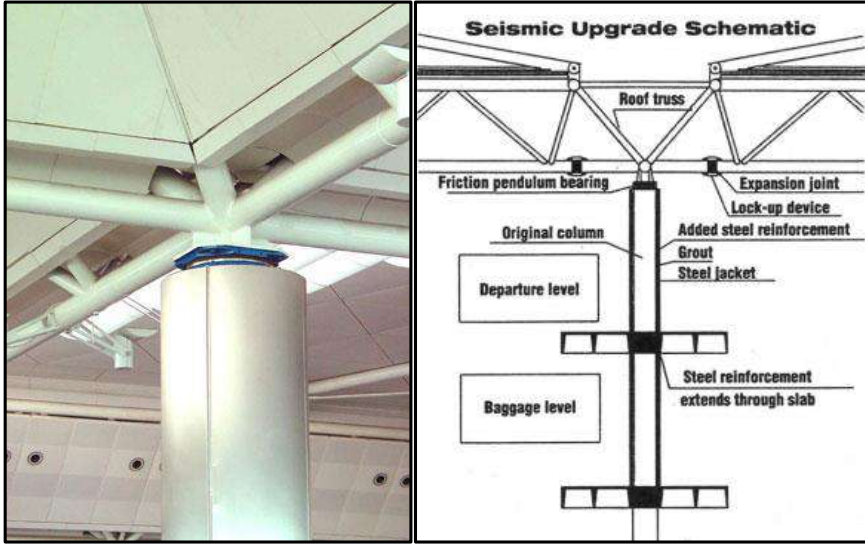 Seismic Upgrade Schematic
Roof truss
Friction pendulum bearing
Expansion joint
Lock-up device
Original column
Added steel reinforcement
Grout
Steel jacket
Departure level
Steel reinforcement
extends through slab
Baggage level